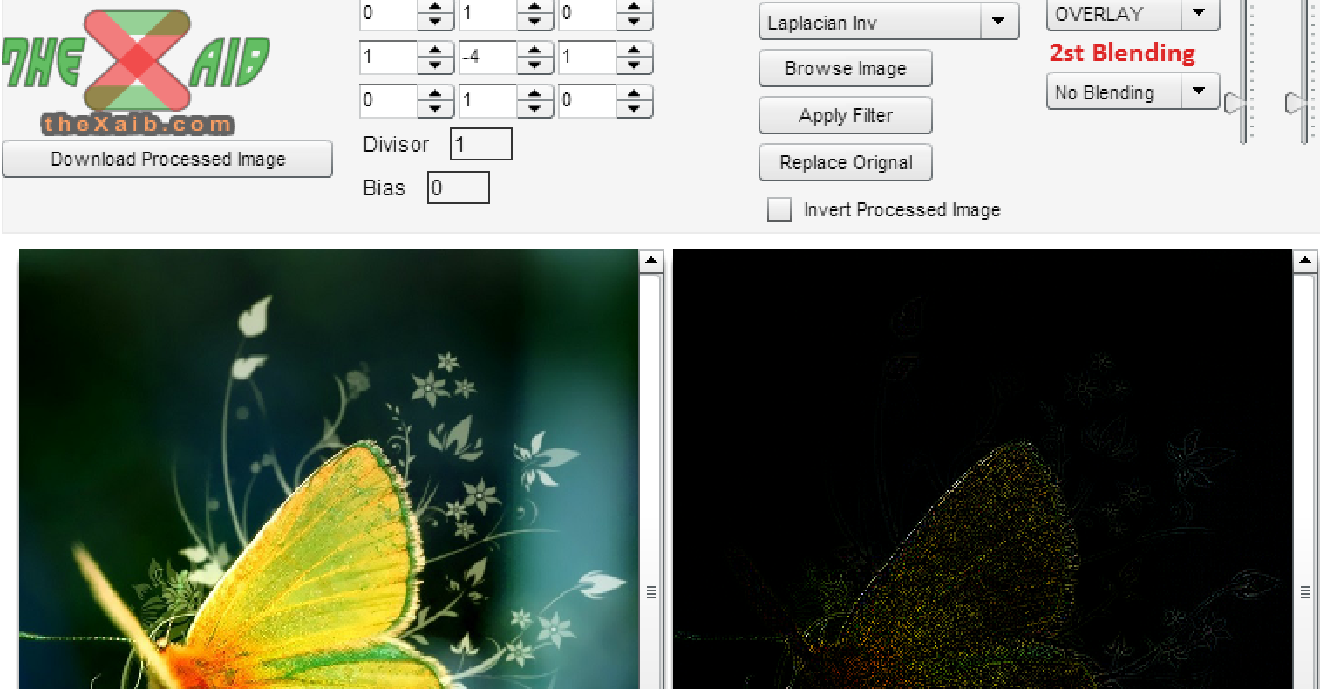 THE XAIB
theXaib.com
Download Processed Image
0 1 0
1 -4 1
0 1 0
Divisor 1
Bias 0
Laplacian Inv
Browse Image
Apply Filter
Replace Orignal
Invert Processed Image
OVERLAY
2st Blending
No Blending